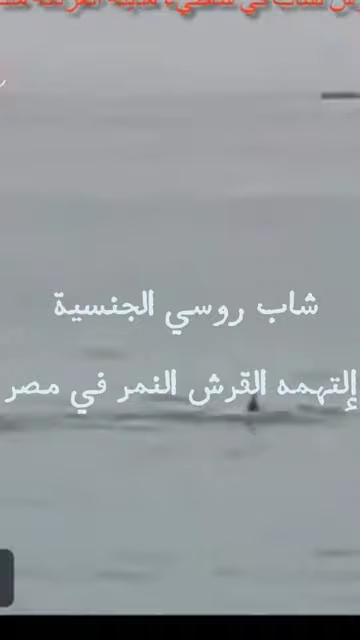 شاب روسي الجنسية
إلتهمه القرش النمر في مصر